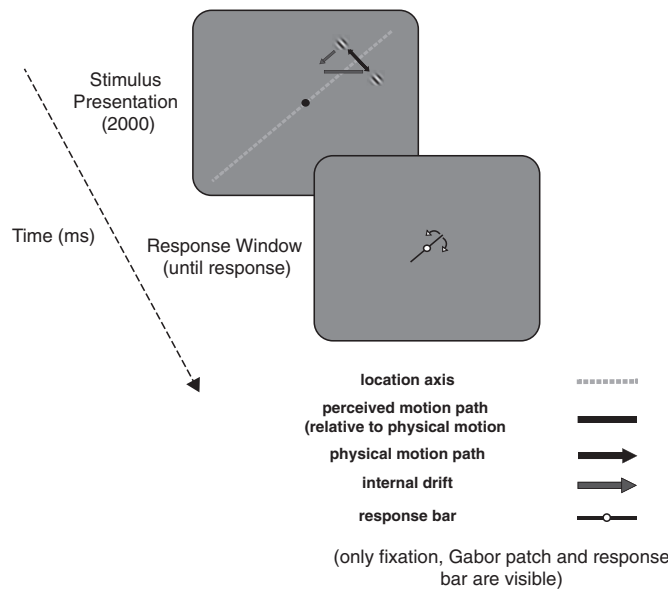 Stimulus
Presentation
(2000)
Time (ms)
Response Window
(until response)
location axis
perceived motion path
(relative to physical motion
physical motion path
internal drift
response bar
(only fixation, Gabor patch and response
bar are visible)